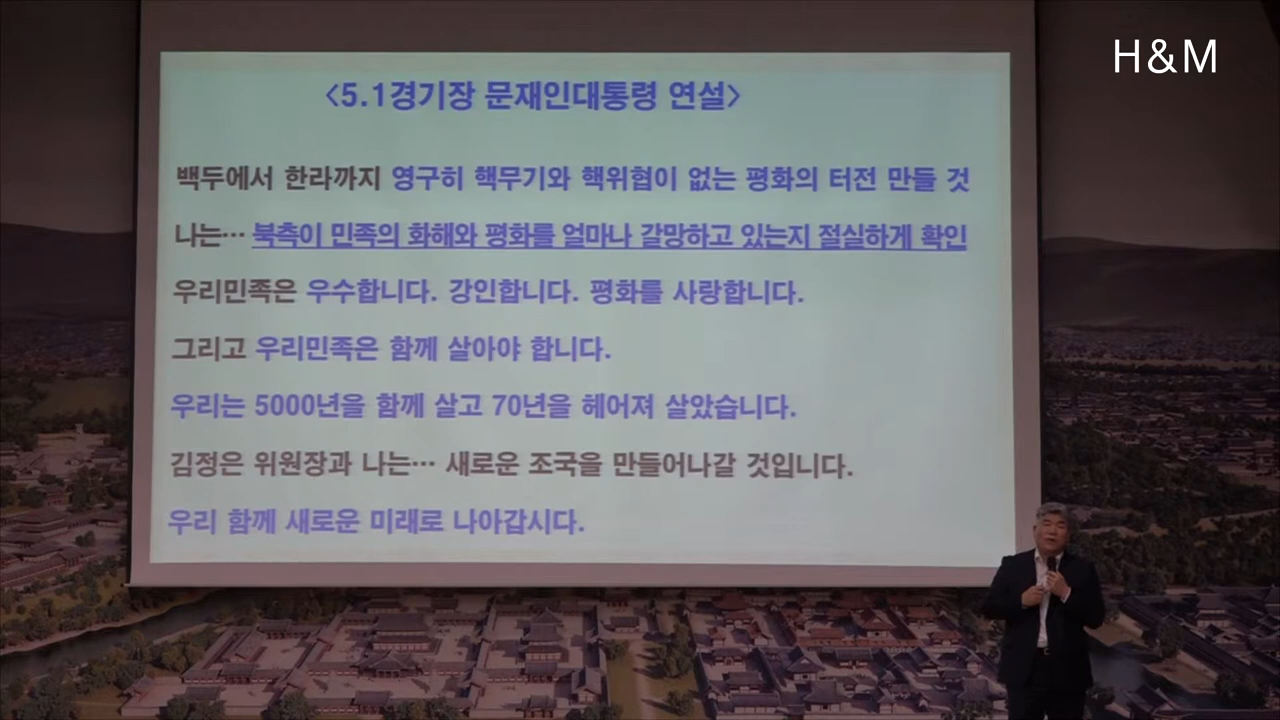 H&M
<5.1경기장 문재인대통령 연설>
백두에서 한라까지 영구히 핵무기와 핵위협이 없는 평화의 터전 만들 것
나는… 북측이 민족의 화해와 평화를 얼마나 갈망하고 있는지 절실하게 확인
우리민족은 우수합니다. 강인합니다. 평화를 사랑합니다.
그리고 우리민족은 함께 살아야 합니다.
우리는 5000년을 함께 살고 70년을 헤어져 살았습니다.
김정은 위원장과 나는… 새로운 조국을 만들어나갈 것입니다.
우리 함께 새로운 미래로 나아갑시다.